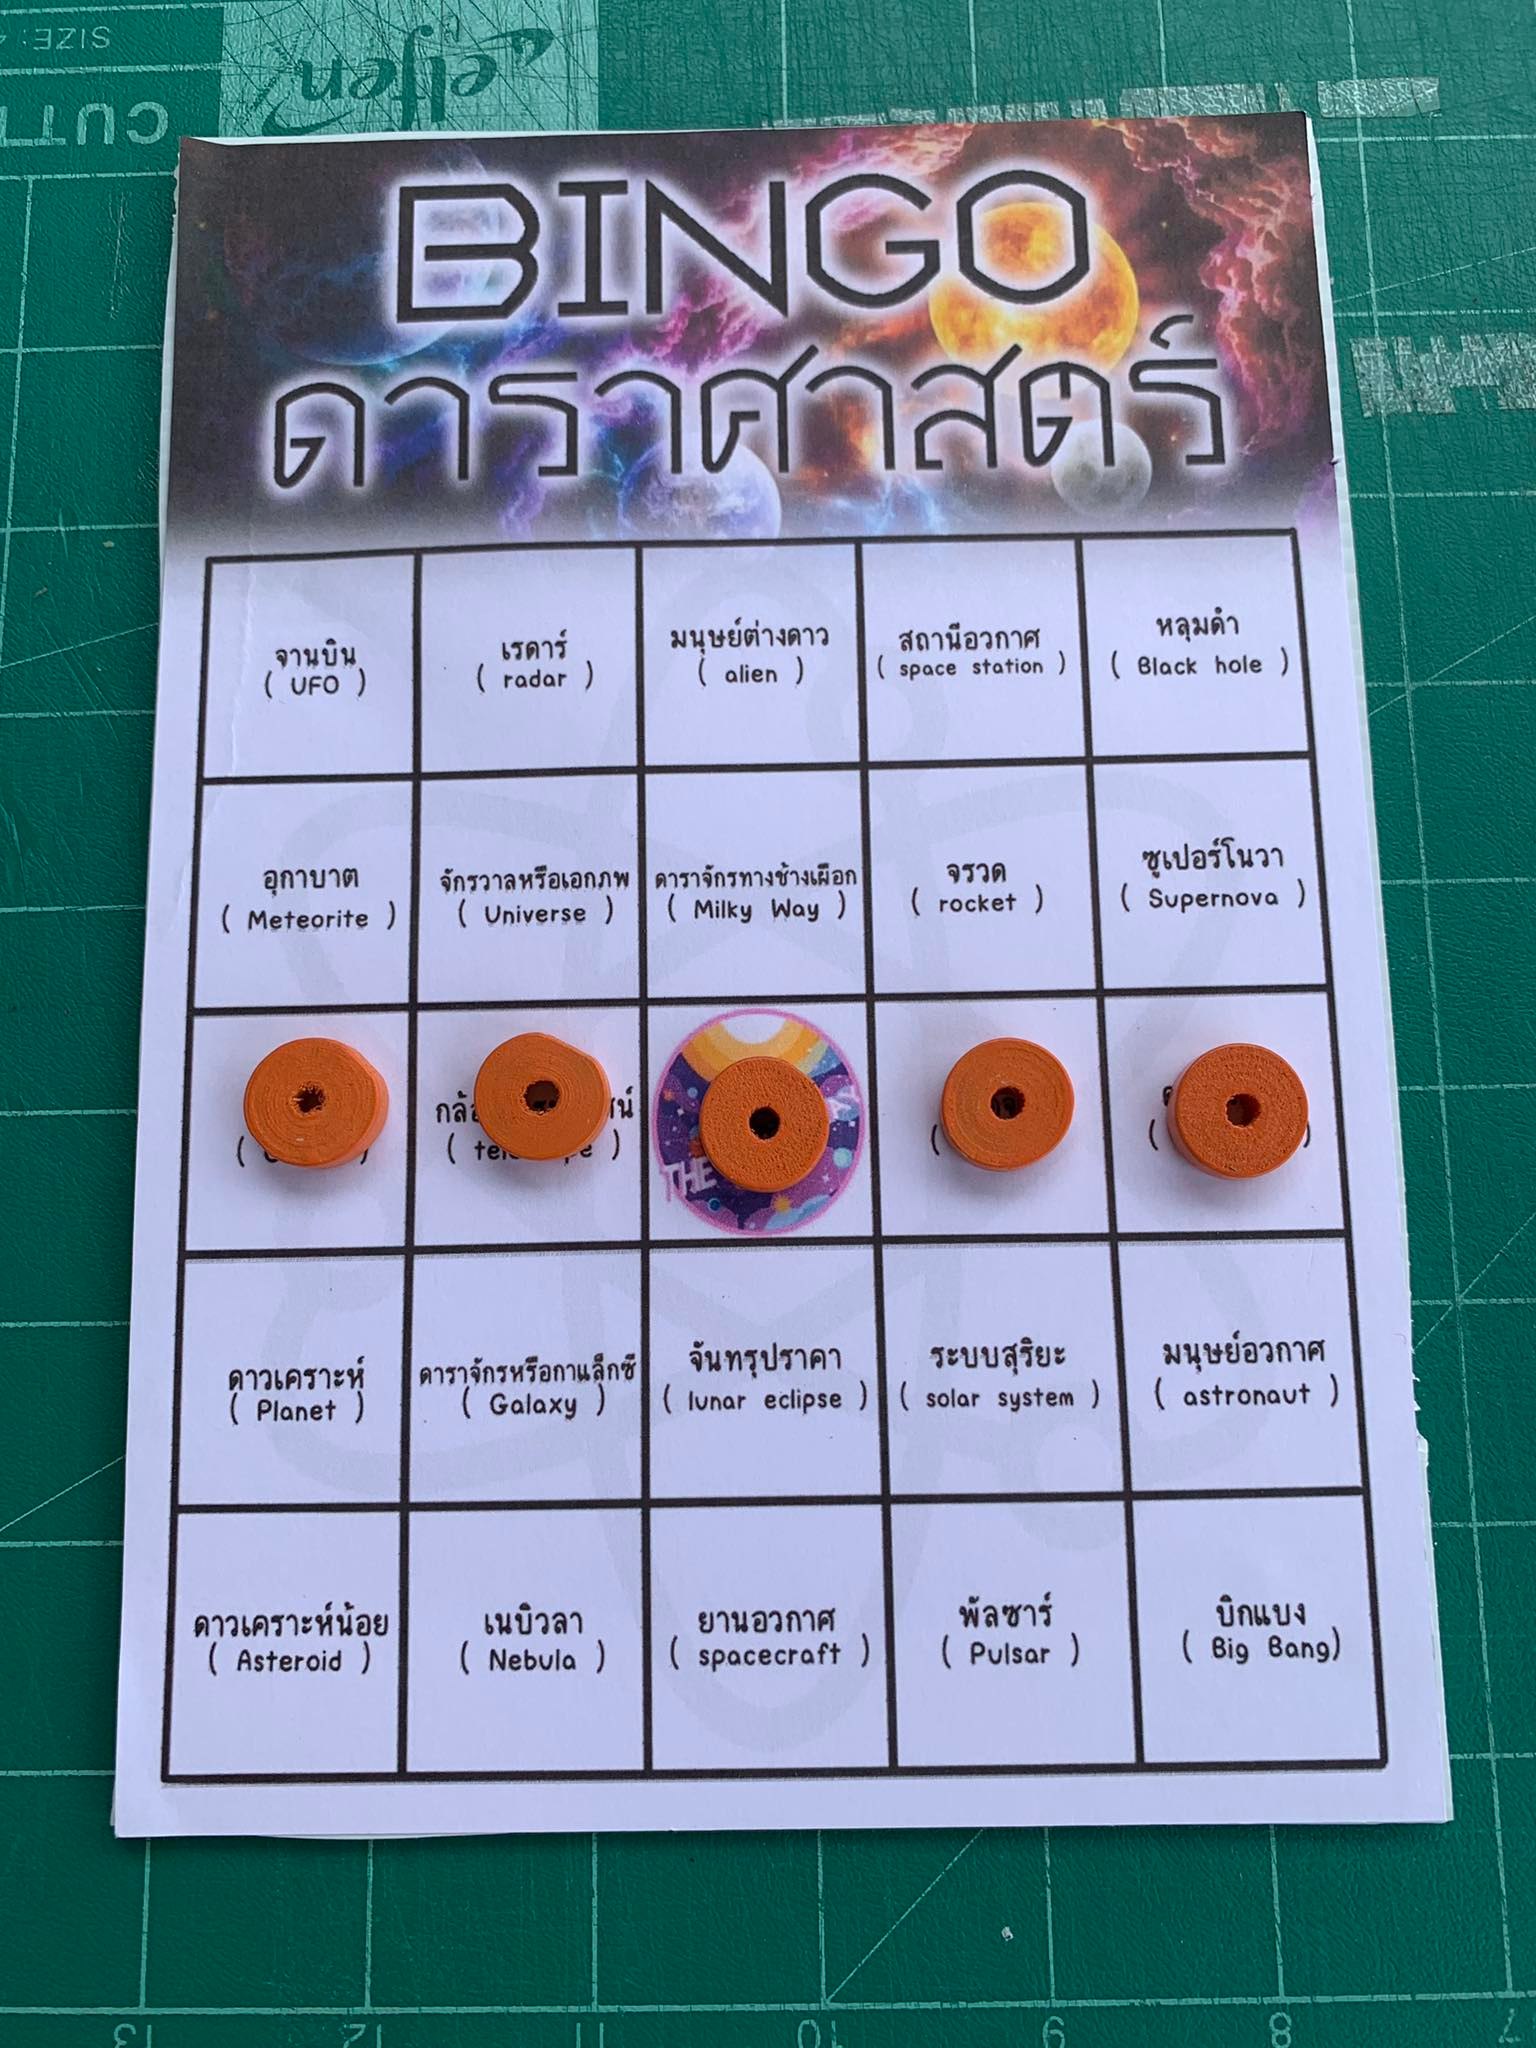 SIZE:
CUTT
elfen
BINGO
ดาราศาสตร์
จานบิน
( UFO )
เรดาร์
( radar )
มนุษย์ต่างดาว
( alien )
สถานีอวกาศ
( space station )
หลุมดำ
( Black hole )
อุกาบาต
( Meteorite )
จักรวาลหรือเอกภพ
( Universe )
ดาราจักรทางช้างเผือก
( Milky Way )
จรวด
( rocket )
ซูเปอร์โนวา
( Supernova )
THE
ดาวเคราะห์
( Planet )
ดาราจักรหรือกาแล็กซี
( Galaxy )
จันทรุปราคา
( lunar eclipse )
ระบบสุริยะ
( solar system )
มนุษย์อวกาศ
( astronaut )
ดาวเคราะห์น้อย
( Asteroid )
เนบิวลา
( Nebula )
ยานอวกาศ
( spacecraft )
พัลซาร์
( Pulsar )
บิกแบง
( Big Bang)
13 12 11 10 9 8 7